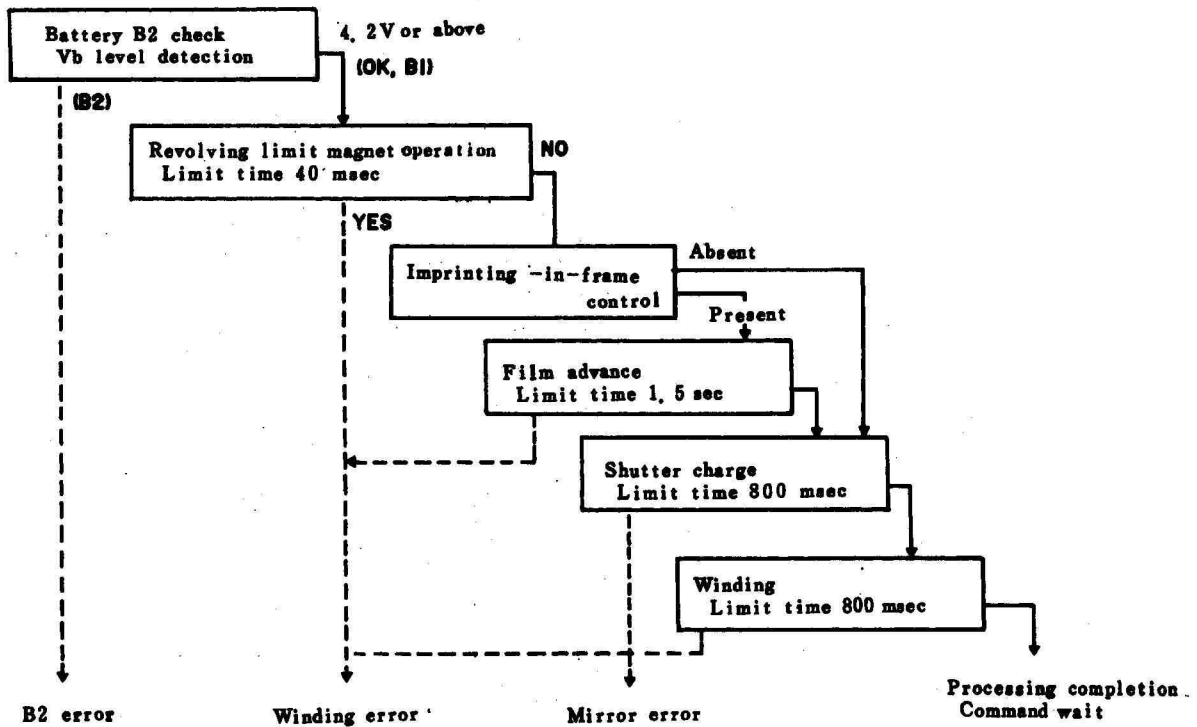 Battery B2 check
Vb level detection
4. 2V or above
(OK, B1)
(B2)
Revolving limit magnet operation
Limit time 40 msec
NO
YES
Imprinting -in-frame
control
Absent
Present
Film advance
Limit time 1. 5 sec
Shutter charge
Limit time 800 msec
Winding
Limit time 800 msec
B2 error
Winding error
Mirror error
Processing completion
Command wait